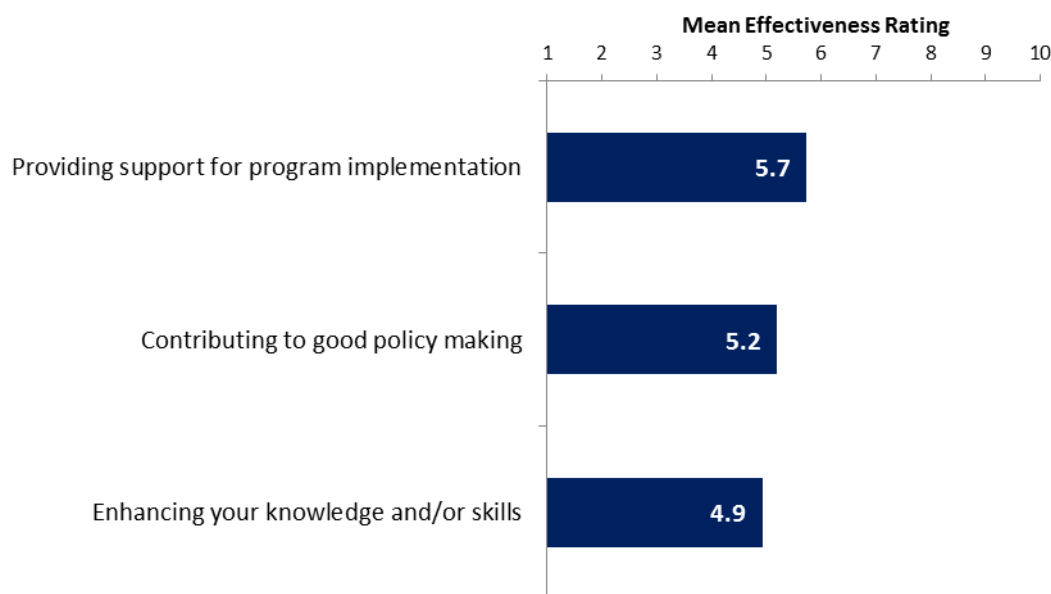 Mean Effectiveness Rating
1 2 3 4 5 6 7 8 9 10
Providing support for program implementation 5.7
Contributing to good policy making 5.2
Enhancing your knowledge and/or skills 4.9